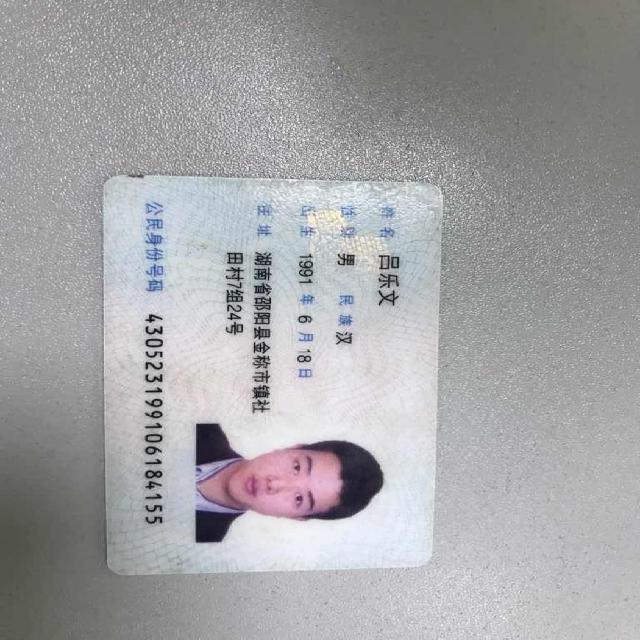 姓名 吕乐文
性别 男 民族 汉
出生 1991 年 6 月 18 日
住址 湖南省邵阳县金称市镇社
田村7组24号
公民身份号码 430523199106184155